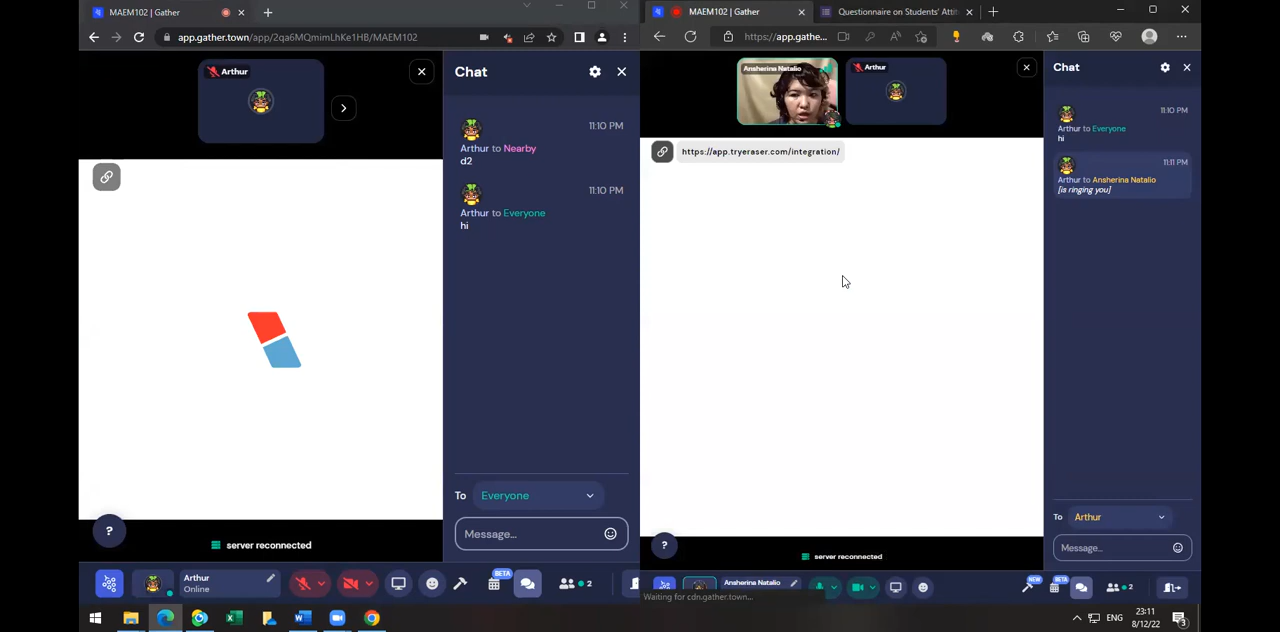 MAEM102 | Gather
app.gather.town/app/2qa6MQmimLhKe1HB/MAEM102
Arthur
Chat
11:10 PM
Arthur to Nearby
d2
11:10 PM
Arthur to Everyone
hi
To Everyone
Message...
?
server reconnected
Arthur
Online
BETA
2
MAEM102 | Gather
Questionnaire on Students' Atti
https://app.gathe...
Ansherina Natalio
Arthur
https://app.tryeraser.com/integration/
Chat
11:10 PM
Arthur to Everyone
hi
11:11 PM
Arthur to Ansherina Natalio
[is ringing you]
To Arthur
Message...
?
server reconnected
Ansherina Natalio
NEW
BETA
2
Waiting for cdn.gather.town...
ENG
23:11
8/12/22
3